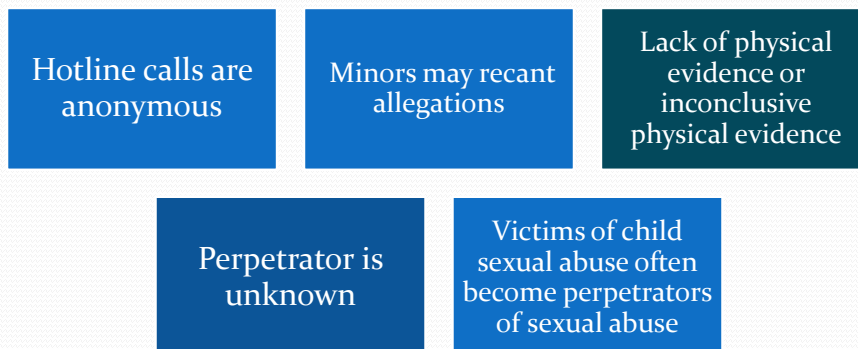 Hotline calls are
anonymous
Minors may recant
allegations
Lack of physical
evidence or
inconclusive
physical evidence
Perpetrator is
unknown
Victims of child
sexual abuse often
become perpetrators
of sexual abuse